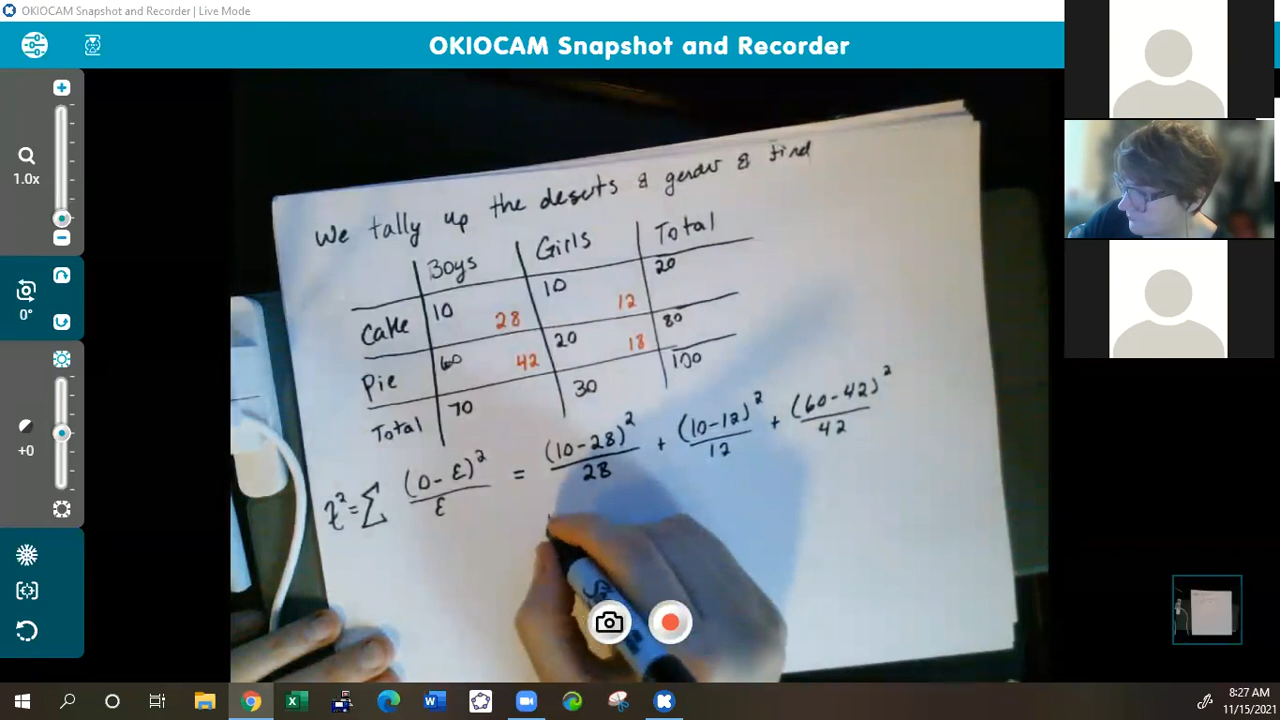 OKIOCAM Snapshot and Recorder | Live Mode
OKIOCAM Snapshot and Recorder
1.0x
0°
+0
We tally up the deserts & gender & find
Boys Girls Total
Cake 10 28 10 12 20
Pie 60 42 20 18 80
Total 70 30 100
χ² = Σ (O - E)² / E = (10-28)² / 28 + (10-12)² / 12 + (60-42)² / 42
8:27 AM
11/15/2021